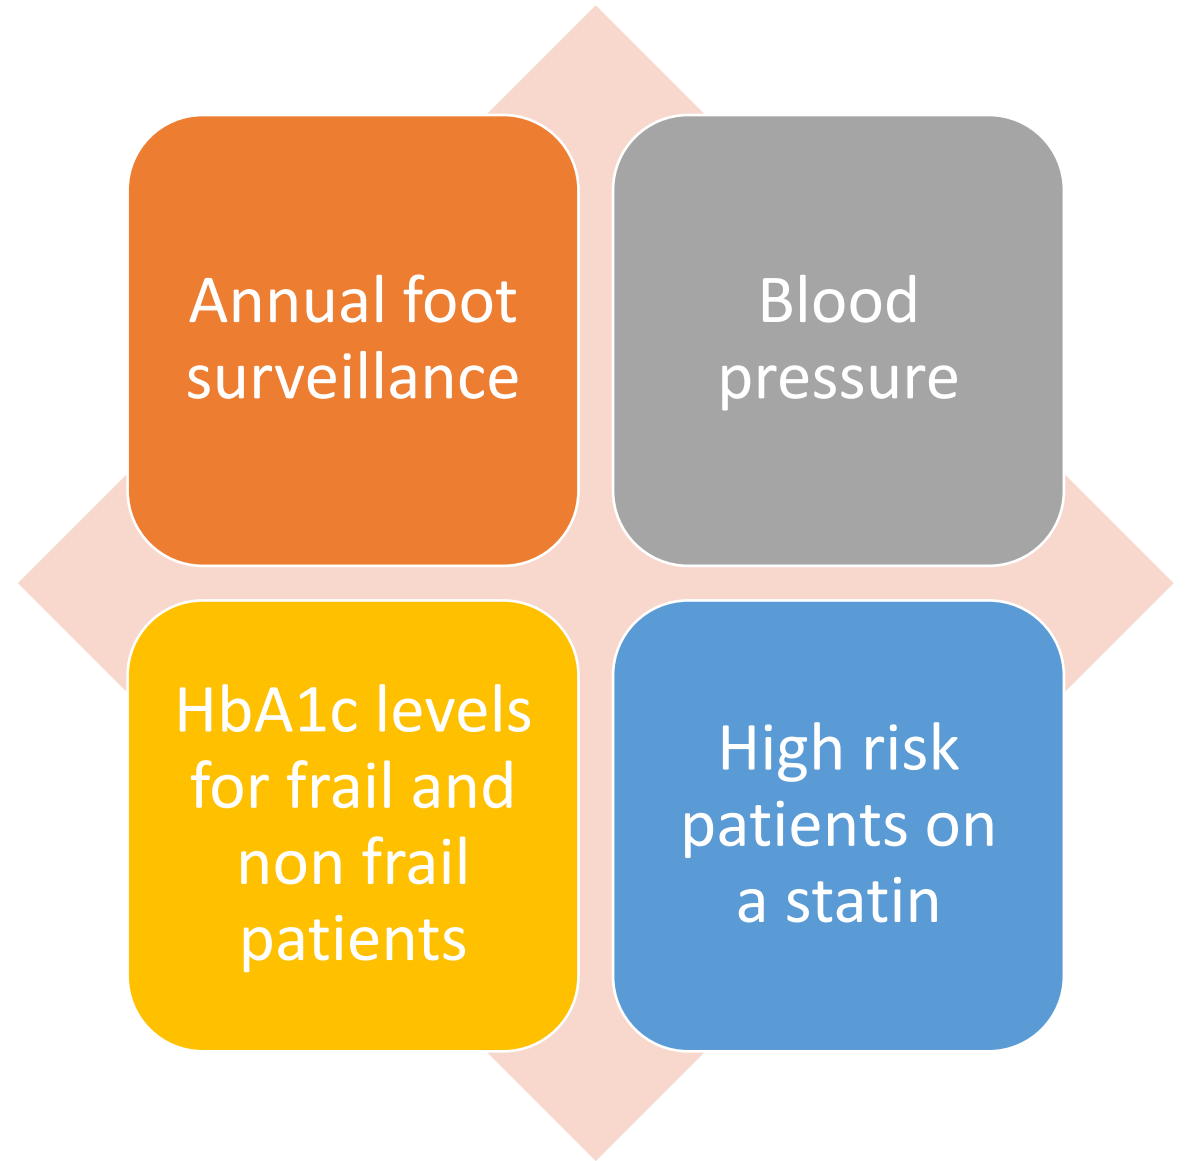 Annual foot
surveillance
Blood
pressure
HbA1c levels
for frail and
non frail
patients
High risk
patients on
a statin